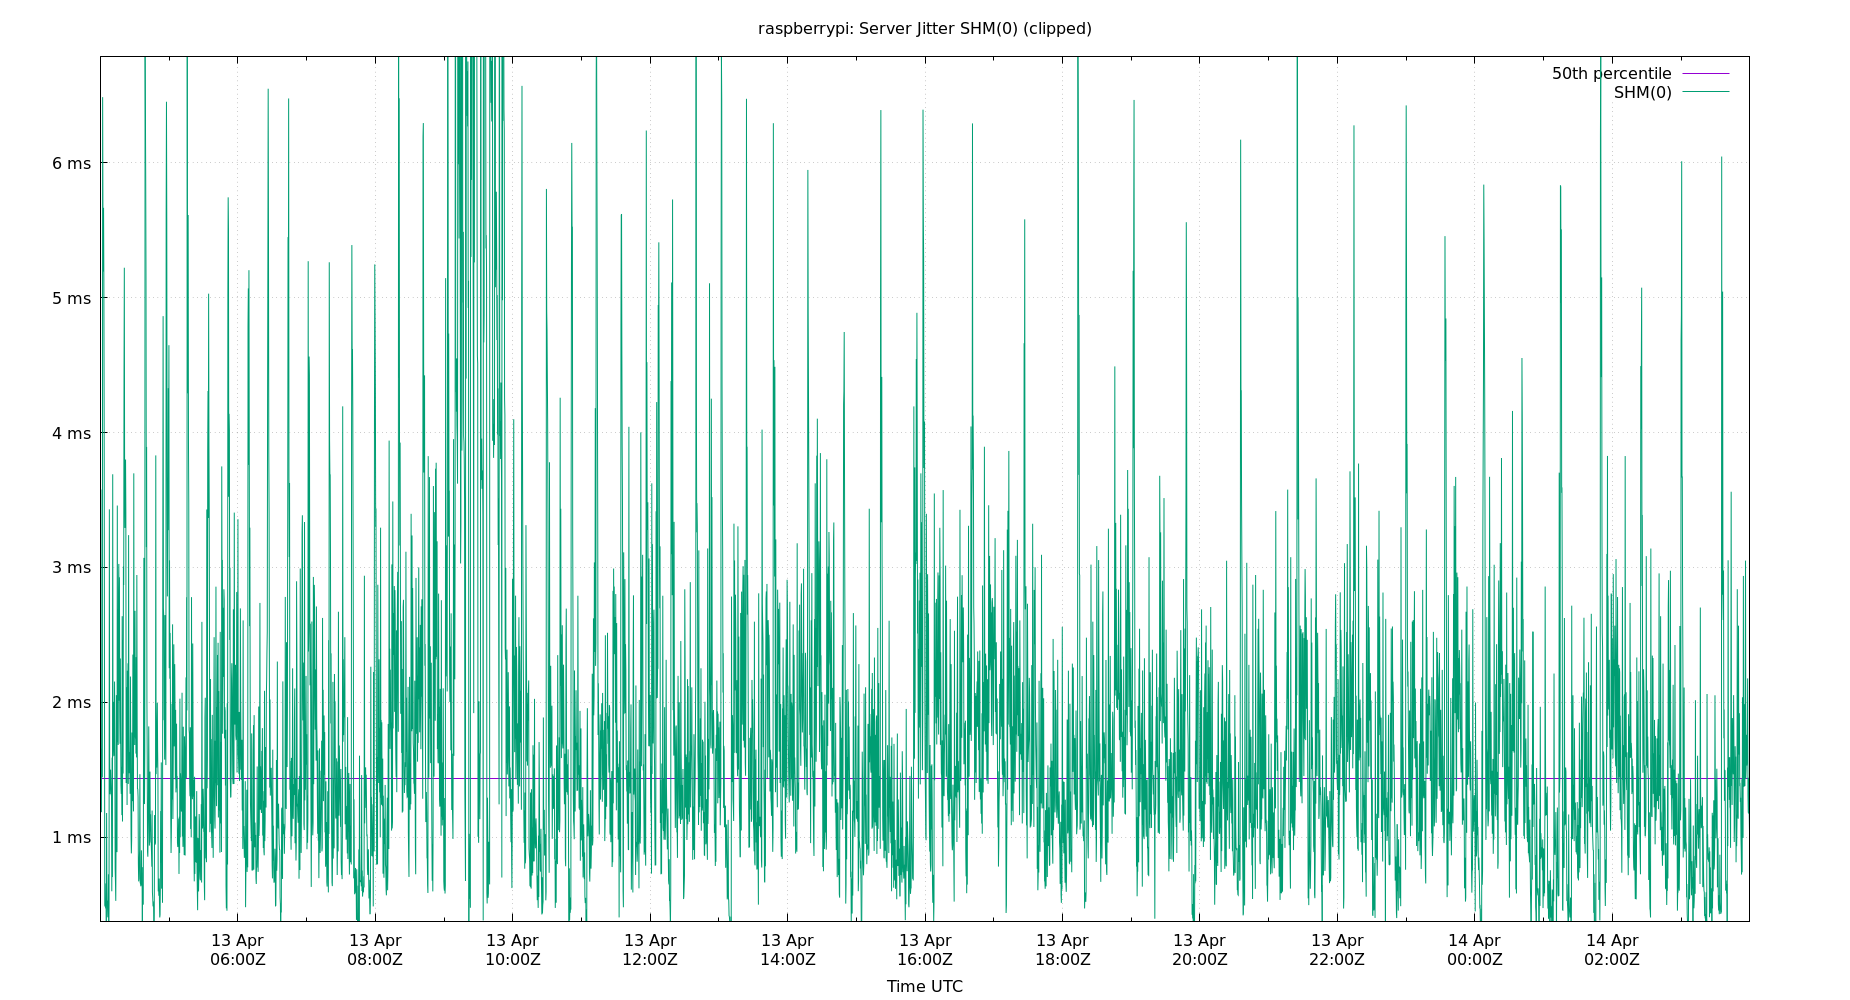 raspberrypi: Server Jitter SHM(0) (clipped)
50th percentile
SHM(0)
6 ms
5 ms
4 ms
3 ms
2 ms
1 ms
13 Apr 13 Apr 13 Apr 13 Apr 13 Apr 13 Apr 13 Apr 13 Apr 13 Apr 14 Apr 14 Apr
06:00Z 08:00Z 10:00Z 12:00Z 14:00Z 16:00Z 18:00Z 20:00Z 22:00Z 00:00Z 02:00Z
Time UTC